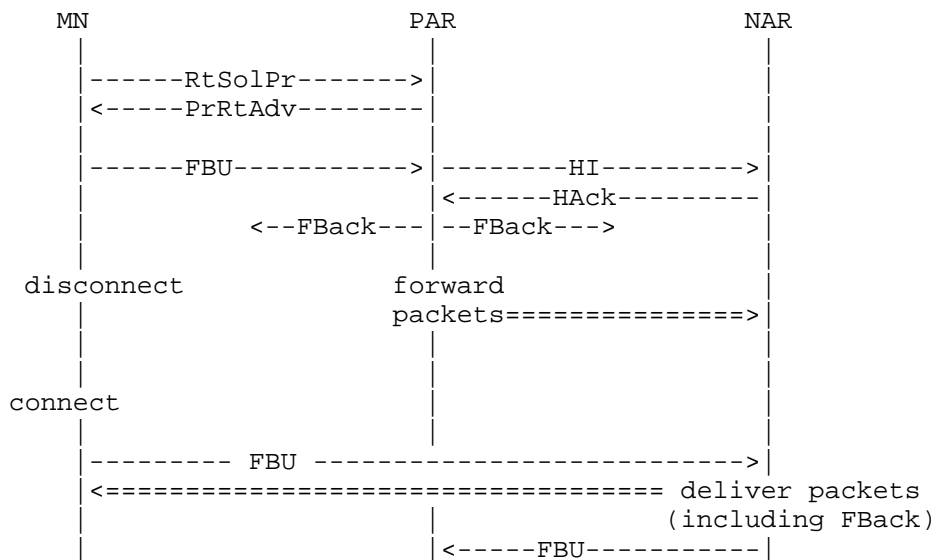 MN PAR NAR
|------RtSolPr------->|
|<-----PrRtAdv--------|
|------FBU----------->|--------HI--------->|
|<------HAck---------
<--FBack---|--FBack--->
disconnect forward
packets===============>|
connect
|--------- FBU --------------------------->|
|<=================================== deliver packets
(including FBack)
|<-----FBU-----------|